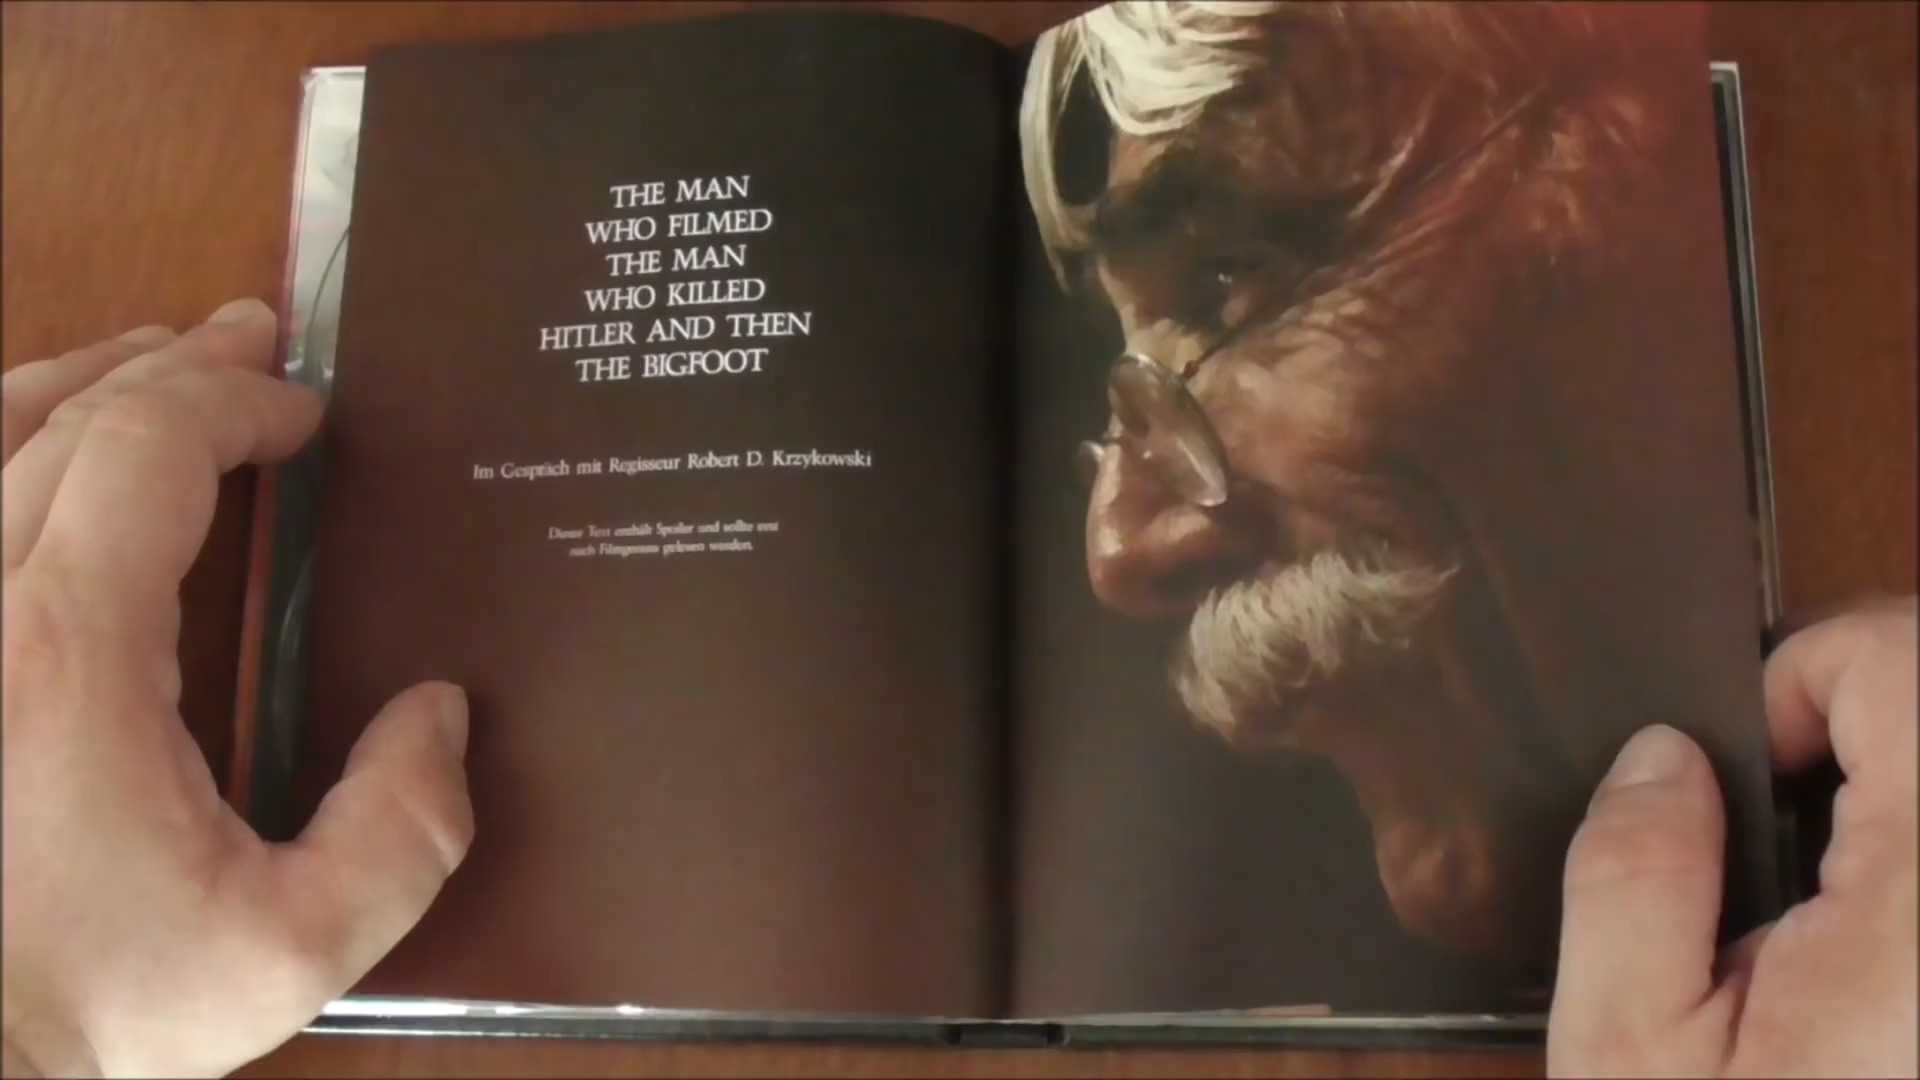 THE MAN
WHO FILMED
THE MAN
WHO KILLED
HITLER AND THEN
THE BIGFOOT
Im Gespräch mit Regisseur Robert D. Krzykowski
Dieser Text enthält Spoiler und sollte erst
nach Filmgenuss gelesen werden.